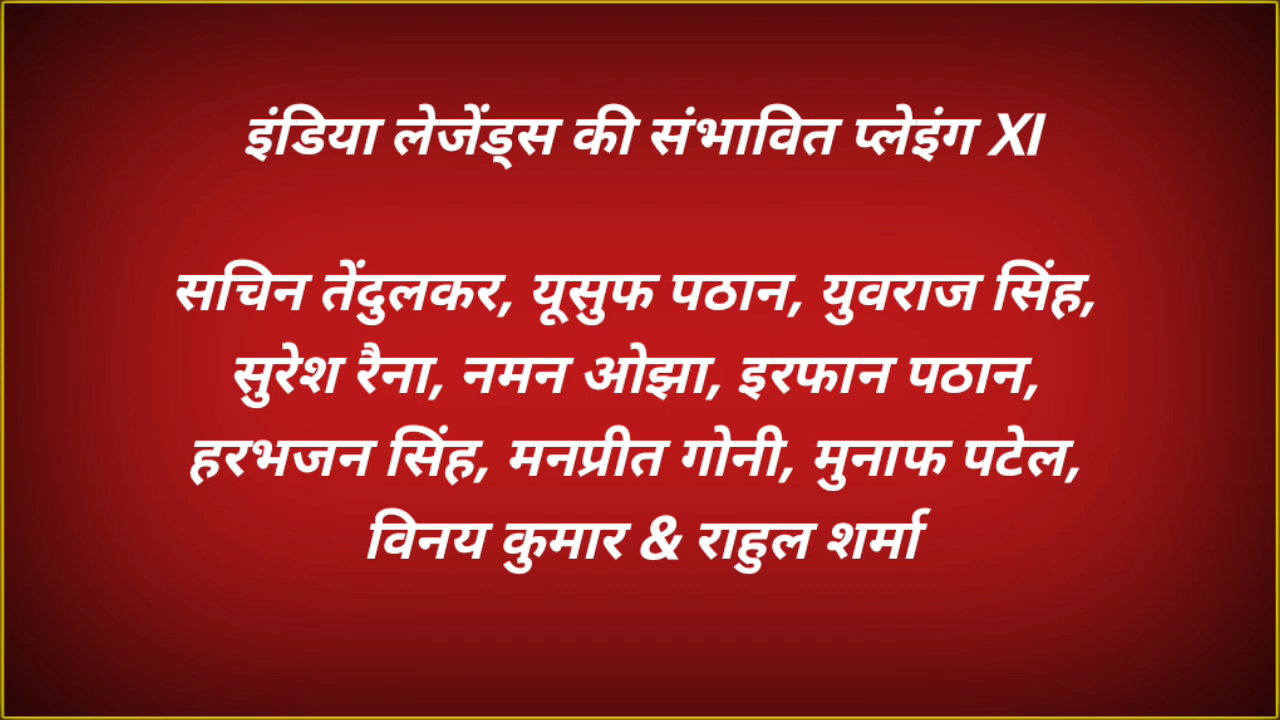 इंडिया लेजेंड्स की संभावित प्लेइंग XI
सचिन तेंदुलकर, यूसुफ पठान, युवराज सिंह,
सुरेश रैना, नमन ओझा, इरफान पठान,
हरभजन सिंह, मनप्रीत गोनी, मुनाफ पटेल,
विनय कुमार & राहुल शर्मा